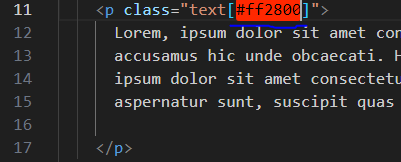 11 <p class="text[#ff2800]">
12 Lorem, ipsum dolor sit amet con
13 accusamus hic unde obcaecati. H
14 ipsum dolor sit amet consectetu
15 aspernatur sunt, suscipit quas
16
17 </p>